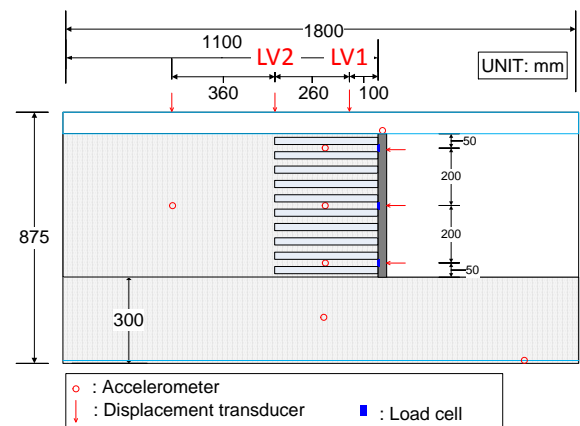 1800
1100
LV2 LV1
UNIT: mm
360 260 100
50
200
875
200
50
300
: Accelerometer
: Displacement transducer
: Load cell